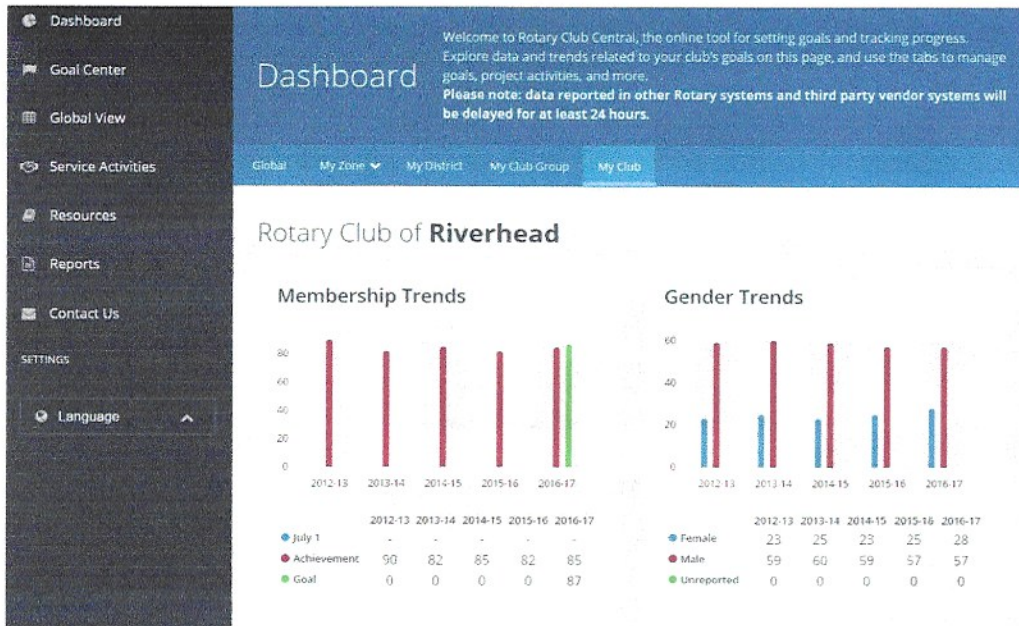 Dashboard
Goal Center
Global View
Service Activities
Resources
Reports
Contact Us
SETTINGS
Language
Dashboard
Welcome to Rotary Club Central, the online tool for setting goals and tracking progress.
Explore data and trends related to your club's goals on this page, and use the tabs to manage
goals, project activities, and more.
Please note: data reported in other Rotary systems and third party vendor systems will
be delayed for at least 24 hours.
Global My Zone My District My Club Group My Club
Rotary Club of Riverhead
Membership Trends
80
60
40
20
0
2012-13 2013-14 2014-15 2015-16 2016-17
2012-13 2013-14 2014-15 2015-16 2016-17
July 1 - - - - -
Achievement 90 82 85 82 85
Goal 0 0 0 0 87
Gender Trends
60
40
20
0
2012-13 2013-14 2014-15 2015-16 2016-17
2012-13 2013-14 2014-15 2015-16 2016-17
Female 23 25 23 25 28
Male 59 60 59 57 57
Unreported 0 0 0 0 0